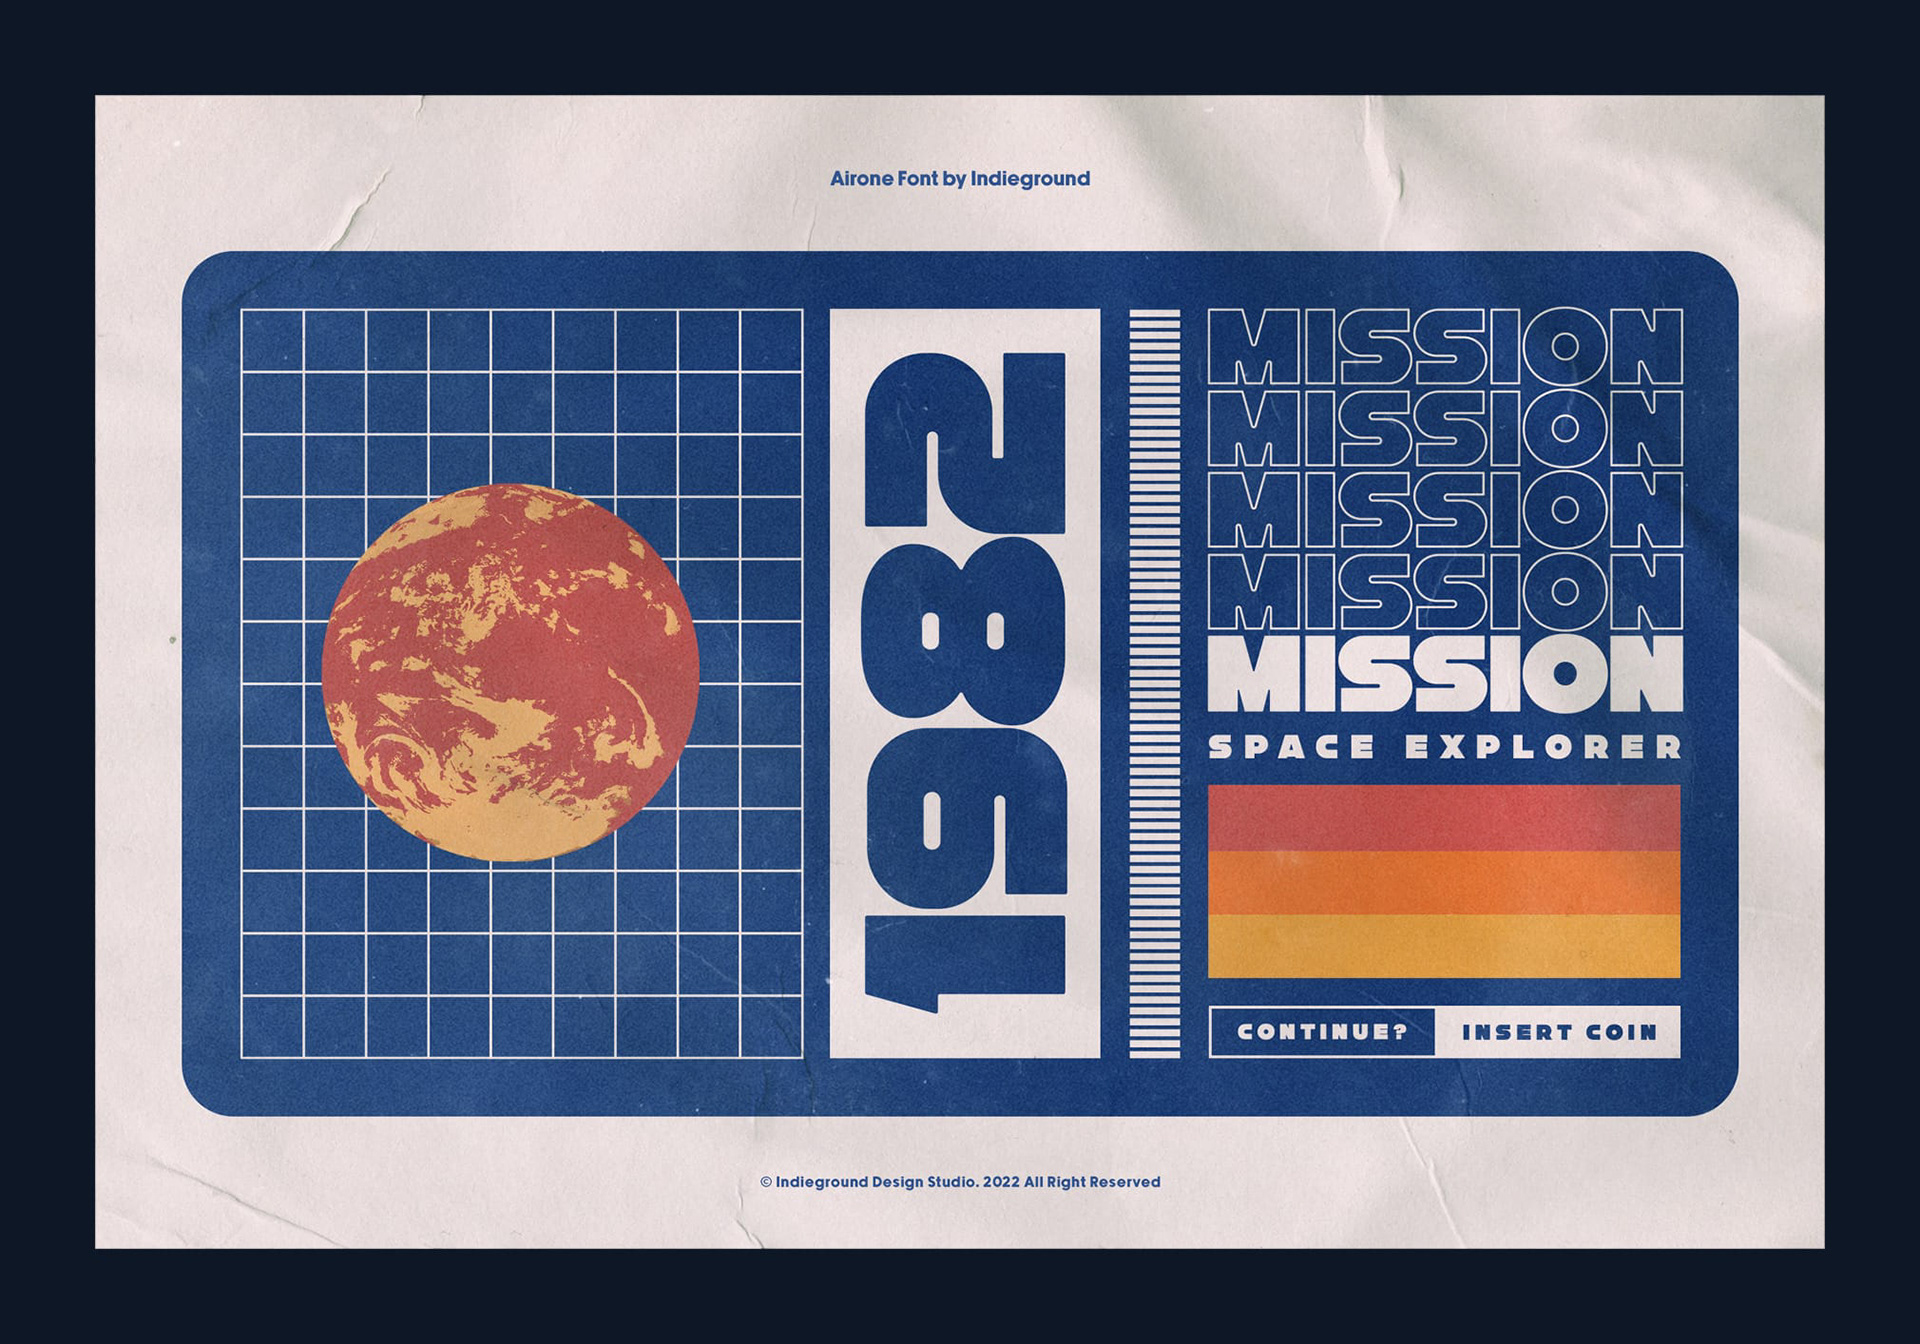 Airone Font by Indieground
1982
MISSION
MISSION
MISSION
MISSION
MISSION
SPACE EXPLORER
CONTINUE?
INSERT COIN
© Indieground Design Studio. 2022 All Right Reserved